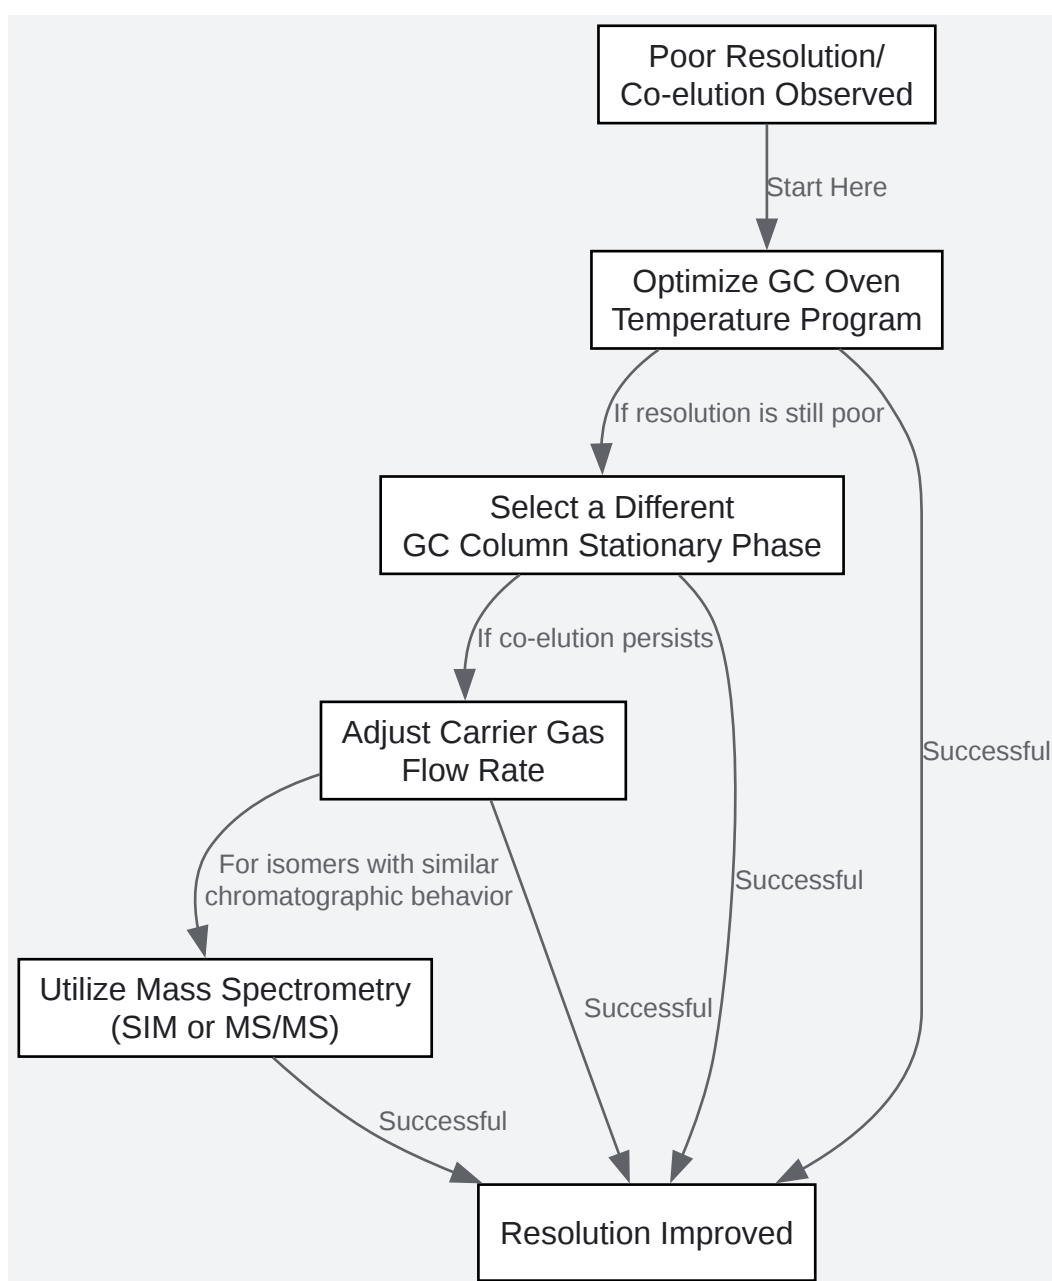 Poor Resolution/
Co-elution Observed
Start Here
Optimize GC Oven
Temperature Program
If resolution is still poor
Select a Different
GC Column Stationary Phase
If co-elution persists
Adjust Carrier Gas
Flow Rate
Successful
For isomers with similar
chromatographic behavior
Successful
Utilize Mass Spectrometry
(SIM or MS/MS)
Successful
Successful
Resolution Improved